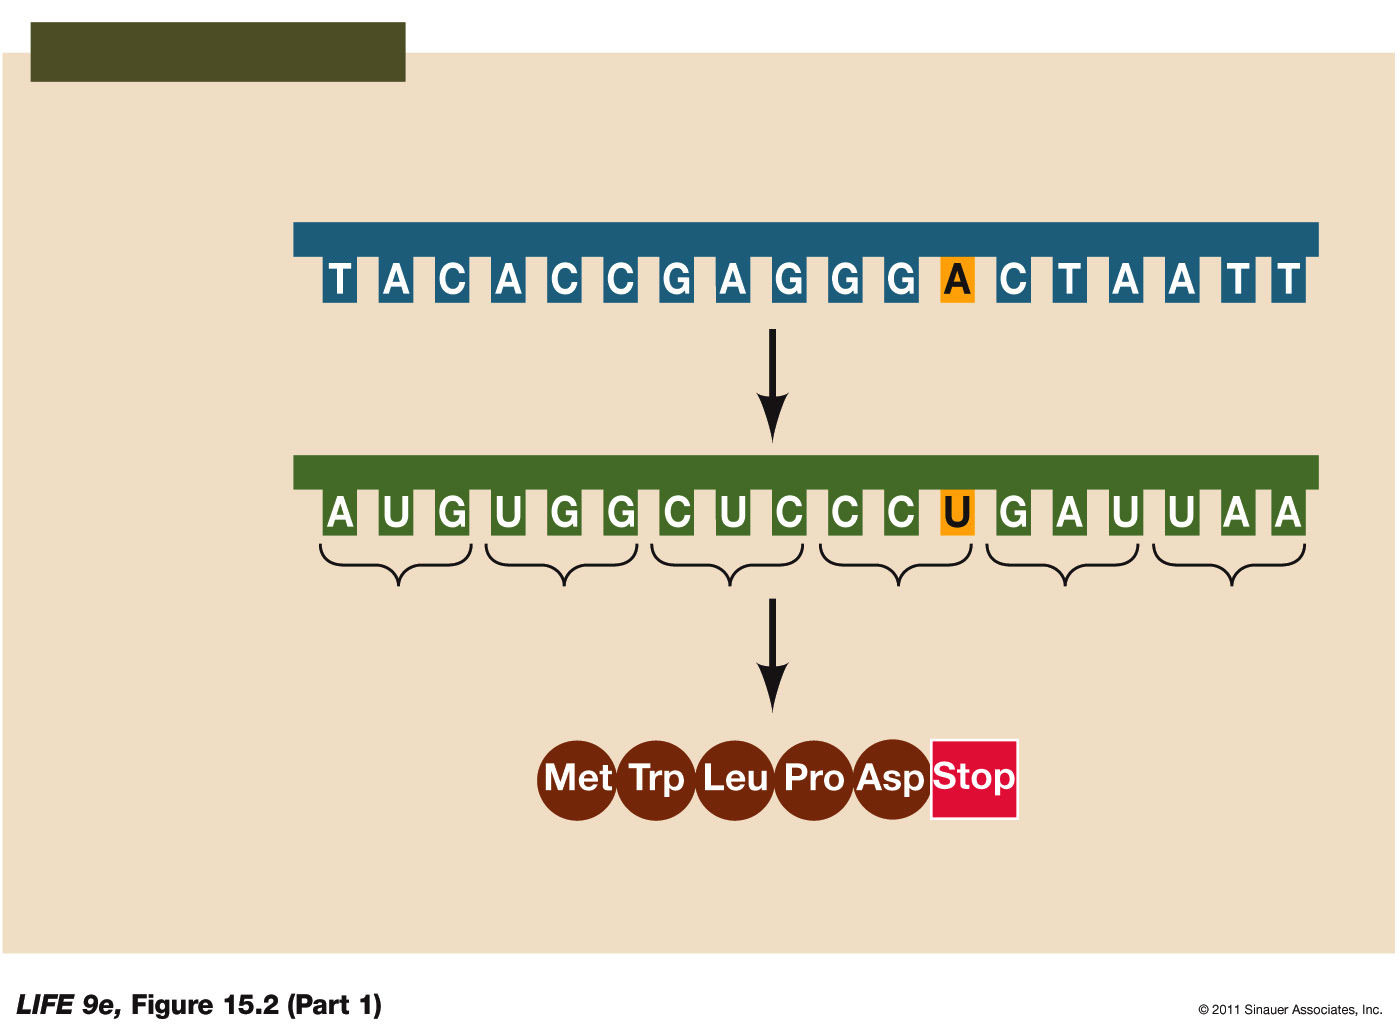 T A C A C C G A G G G A C T A A T T
A U G U G G C U C C C U G A U U A A
Met Trp Leu Pro Asp Stop
LIFE 9e, Figure 15.2 (Part 1)
© 2011 Sinauer Associates, Inc.